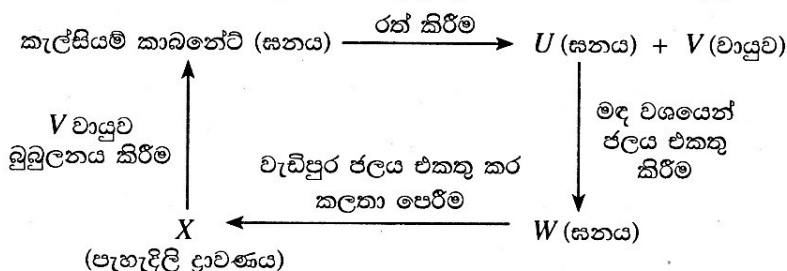 කැල්සියම් කාබනේට් (ඝනය)
රත් කිරීම
U (ඝනය) + V (වායුව)
V වායුව
බුබුලනය කිරීම
මඳ වශයෙන්
ජලය එකතු
කිරීම
වැඩිපුර ජලය එකතු කර
කලතා පෙරීම
X
(පැහැදිලි ද්‍රාවණය)
W (ඝනය)